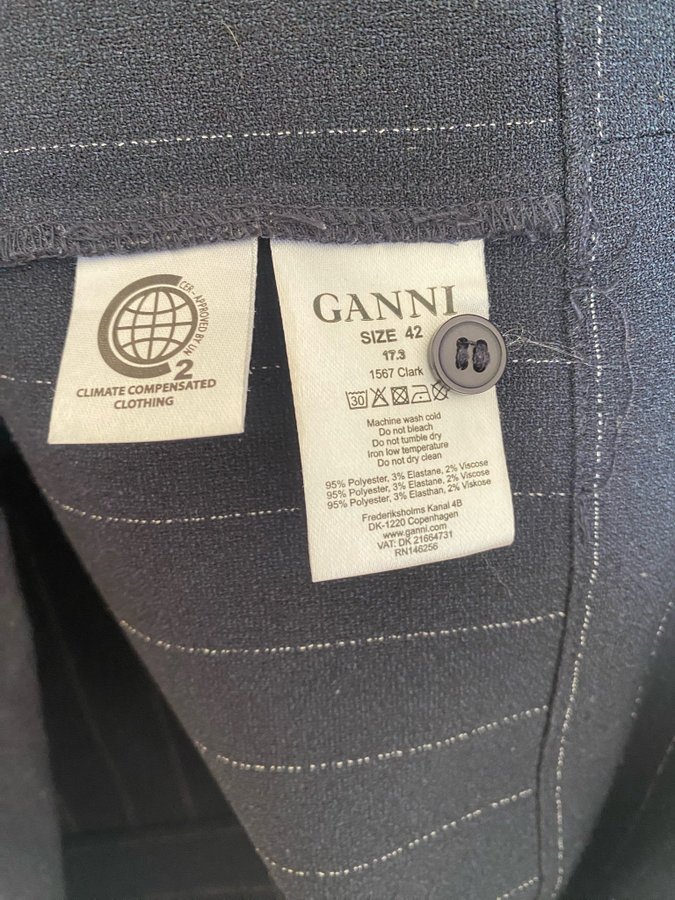 CER - APPROVED BY UN
2
CLIMATE COMPENSATED
CLOTHING
GANNI
SIZE 42
17.3
1567 Clark
30
Machine wash cold
Do not bleach
Do not tumble dry
Iron low temperature
Do not dry clean
95% Polyester, 3% Elastane, 2% Viscose
95% Polyester, 3% Elastane, 2% Viscose
95% Polyester, 3% Elasthan, 2% Viskose
Frederiksholms Kanal 4B
DK-1220 Copenhagen
www.ganni.com
VAT: DK 21664731
RN146256